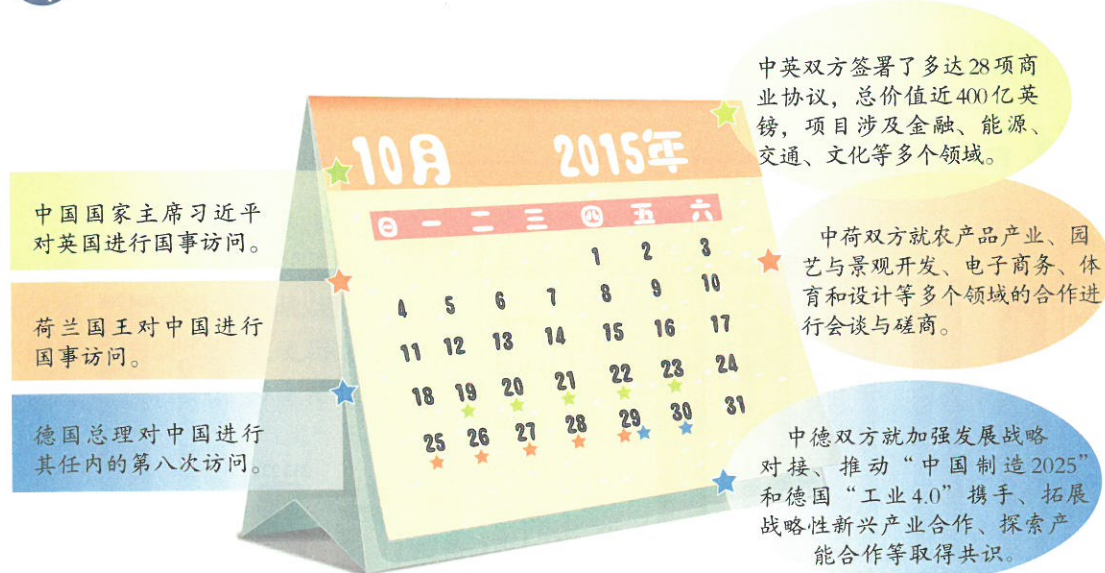 中国国家主席习近平
对英国进行国事访问。
荷兰国王对中国进行
国事访问。
德国总理对中国进行
其任内的第八次访问。
10月 2015年
日 一 二 三 四 五 六
1 2 3
4 5 6 7 8 9 10
11 12 13 14 15 16 17
18 19 20 21 22 23 24
25 26 27 28 29 30 31
中英双方签署了多达28项商
业协议，总价值近400亿英
镑，项目涉及金融、能源、
交通、文化等多个领域。
中荷双方就农产品产业、园
艺与景观开发、电子商务、体
育和设计等多个领域的合作进
行会谈与磋商。
中德双方就加强发展战略
对接、推动“中国制造2025”
和德国“工业4.0”携手、拓展
战略性新兴产业合作、探索产
能合作等取得共识。